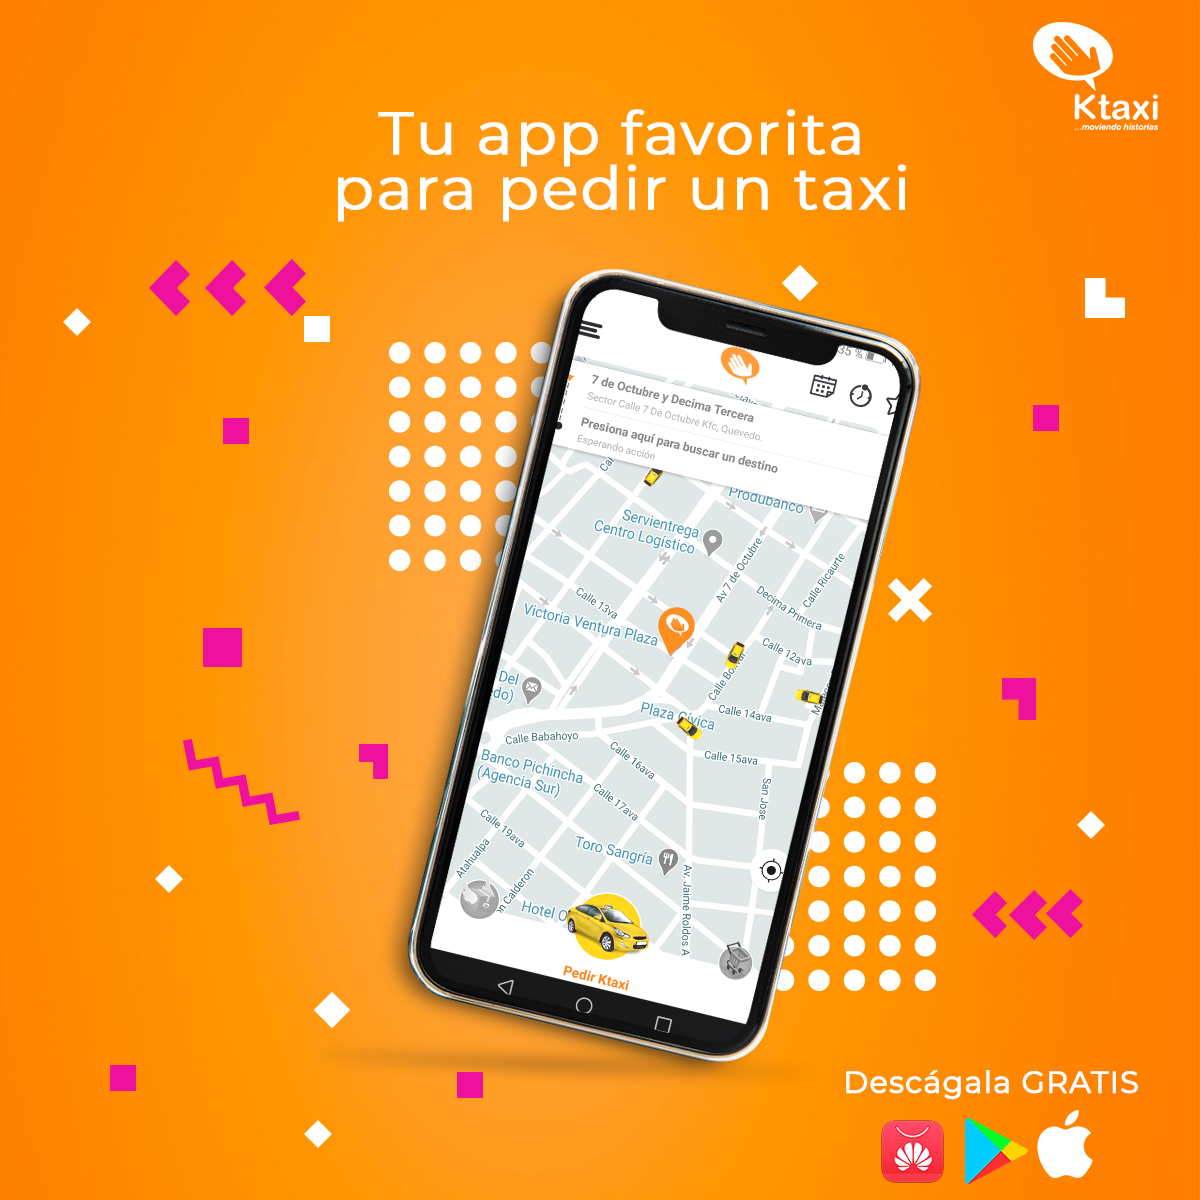 Ktaxi
...moviendo historias
Tu app favorita
para pedir un taxi
35 %
7 de Octubre y Decima Tercera
Sector Calle 7 De Octubre Kfc, Quevedo.
Presiona aquí para buscar un destino
Esperando acción
Produbanco
Servientrega
Centro Logístico
Av 7 de Octubre
Calle Ricaurte
Decima Primera
Calle 13va
Victoria Ventura Plaza
Calle 12ava
Del
do)
Plaza Cívica
Calle 14ava
Calle Babahoyo
Calle 15ava
Banco Pichincha
(Agencia Sur)
Calle 16ava
Calle 17ava
San Jose
Calle 19ava
Toro Sangría
Atahualpa
on Calderon
Av. Jaime Roldos A
Hotel O
Pedir Ktaxi
Descágala GRATIS